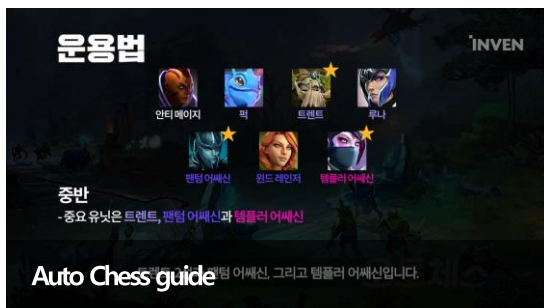 운용법
INVEN
안티 메이지 퍽 트렌트 루나
팬텀 어쌔신 윈드 레인저 템플러 어쌔신
중반
- 중요 유닛은 트렌트, 팬텀 어쌔신과 템플러 어쌔신
Auto Chess guide
어쌔신, 그리고 템플러 어쌔신입니다.